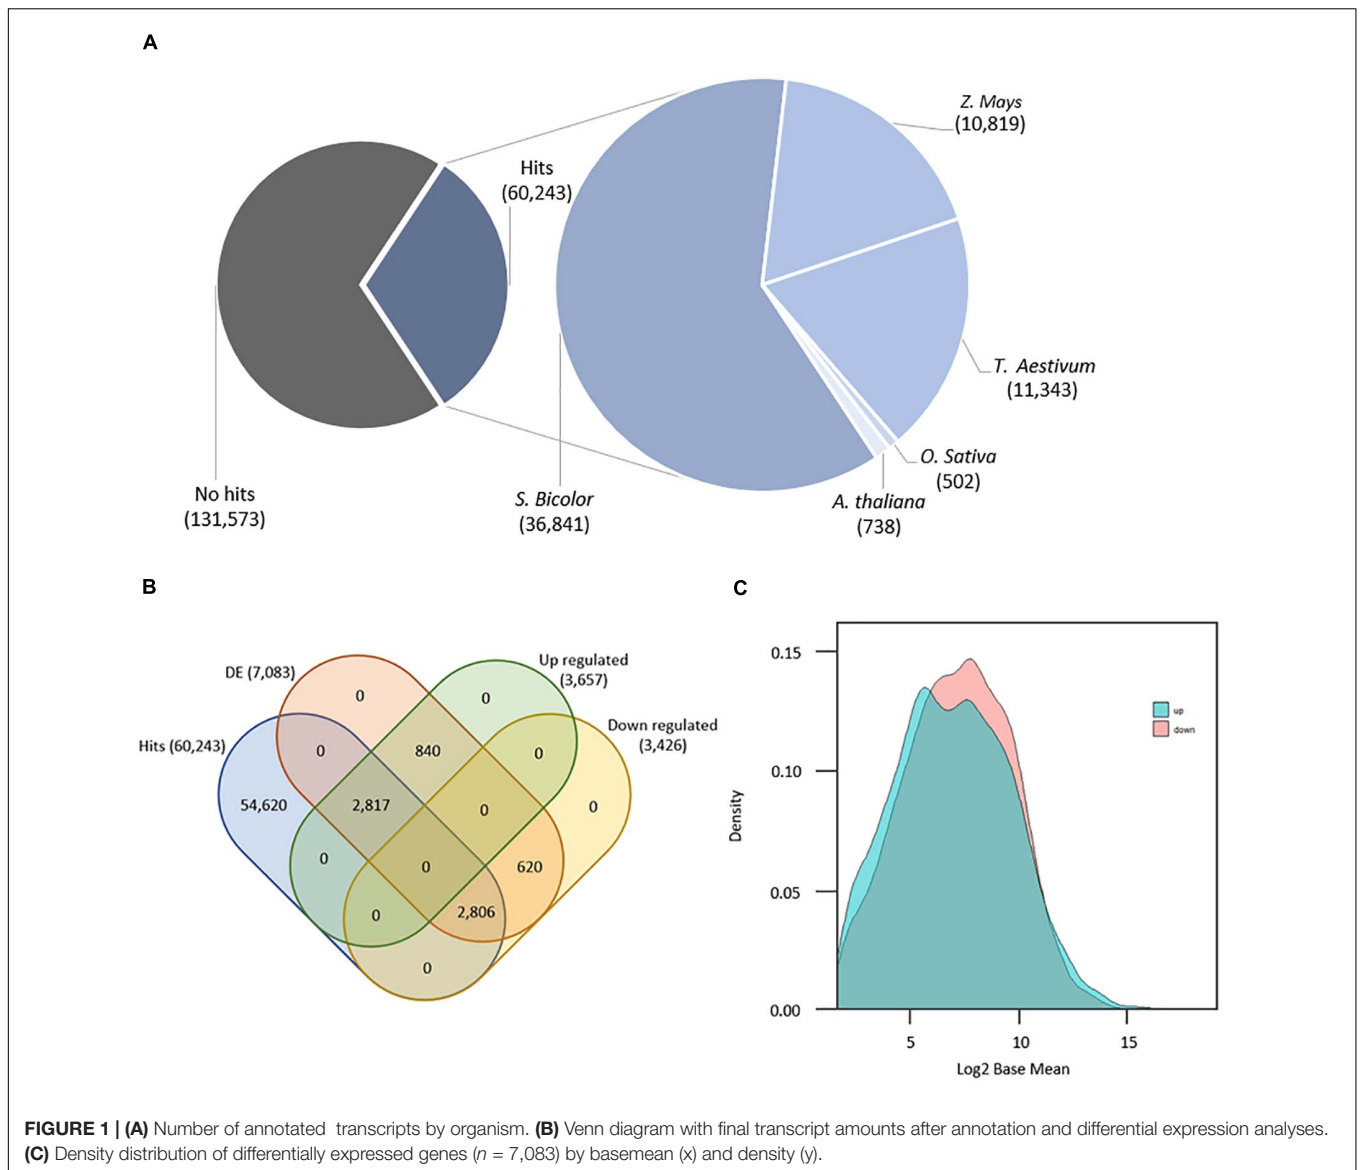 A
Z. Mays
(10,819)
Hits
(60,243)
T. Aestivum
(11,343)
O. Sativa
(502)
A. thaliana
(738)
S. Bicolor
(36,841)
No hits
(131,573)
B
DE (7,083)
Up regulated
(3,657)
Down regulated
(3,426)
Hits (60,243)
0
0
0
840
0
54,620
2,817
0
0
0
0
620
0
2,806
0
C
0.15
0.10
0.05
0.00
Density
up
down
5
10
15
Log2 Base Mean
FIGURE 1 | (A) Number of annotated transcripts by organism. (B) Venn diagram with final transcript amounts after annotation and differential expression analyses.
(C) Density distribution of differentially expressed genes (n = 7,083) by basemean (x) and density (y).